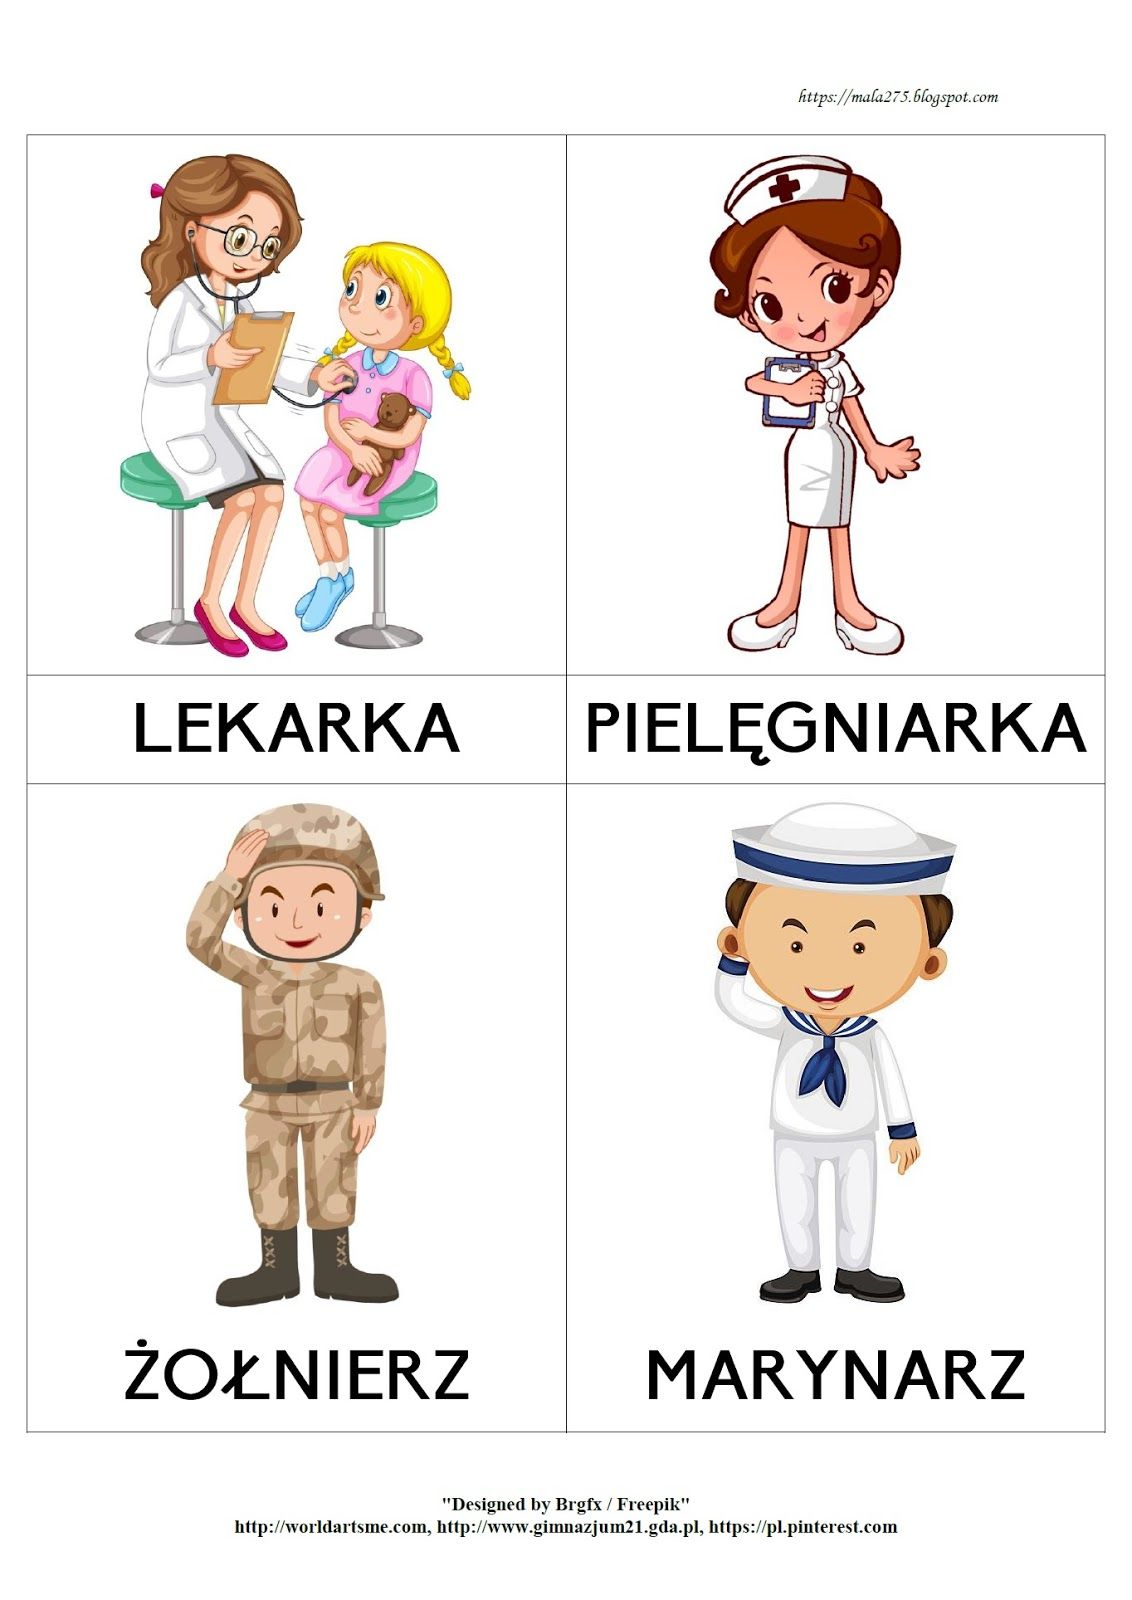 https://mala275.blogspot.com
LEKARKA
PIELĘGNIARKA
ŻOŁNIERZ
MARYNARZ
"Designed by Brgfx / Freepik"
http://worldartsme.com, http://www.gimnazjum21.gda.pl, https://pl.pinterest.com